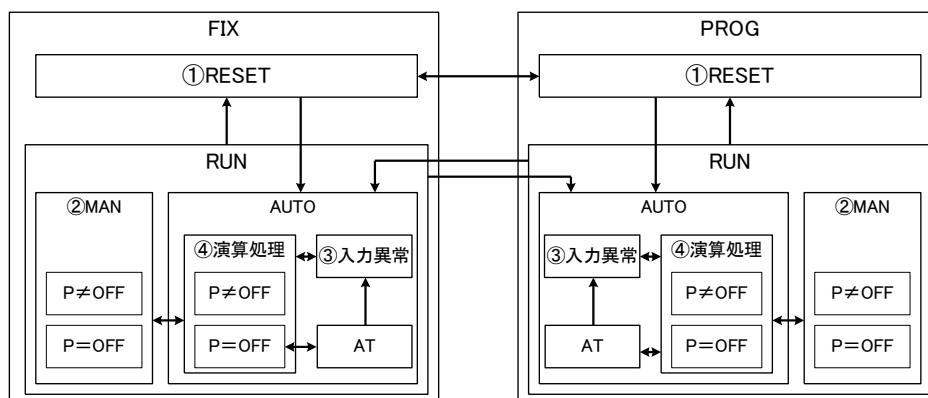 FIX
①RESET
RUN
②MAN
P≠OFF
P=OFF
AUTO
④演算処理
P≠OFF
P=OFF
③入力異常
AT
PROG
①RESET
RUN
AUTO
③入力異常
AT
④演算処理
P≠OFF
P=OFF
②MAN
P≠OFF
P=OFF